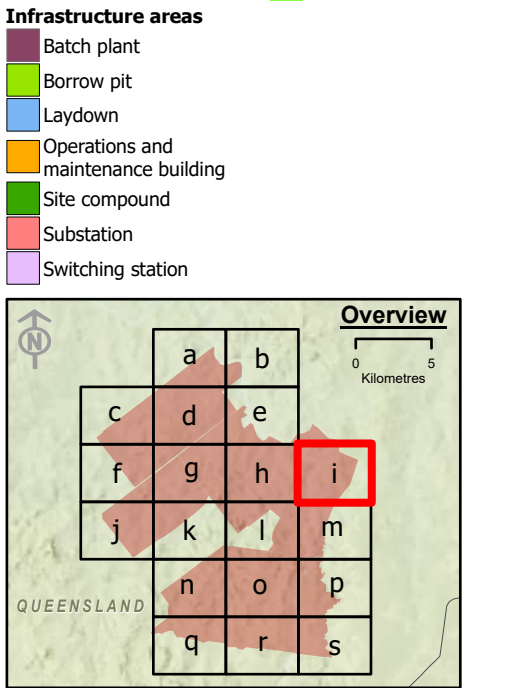 Infrastructure areas
Batch plant
Borrow pit
Laydown
Operations and
maintenance building
Site compound
Substation
Switching station
Overview
N
0 5
Kilometres
a b
c d e
f g h i
j k l m
n o p
QUEENSLAND
q r s